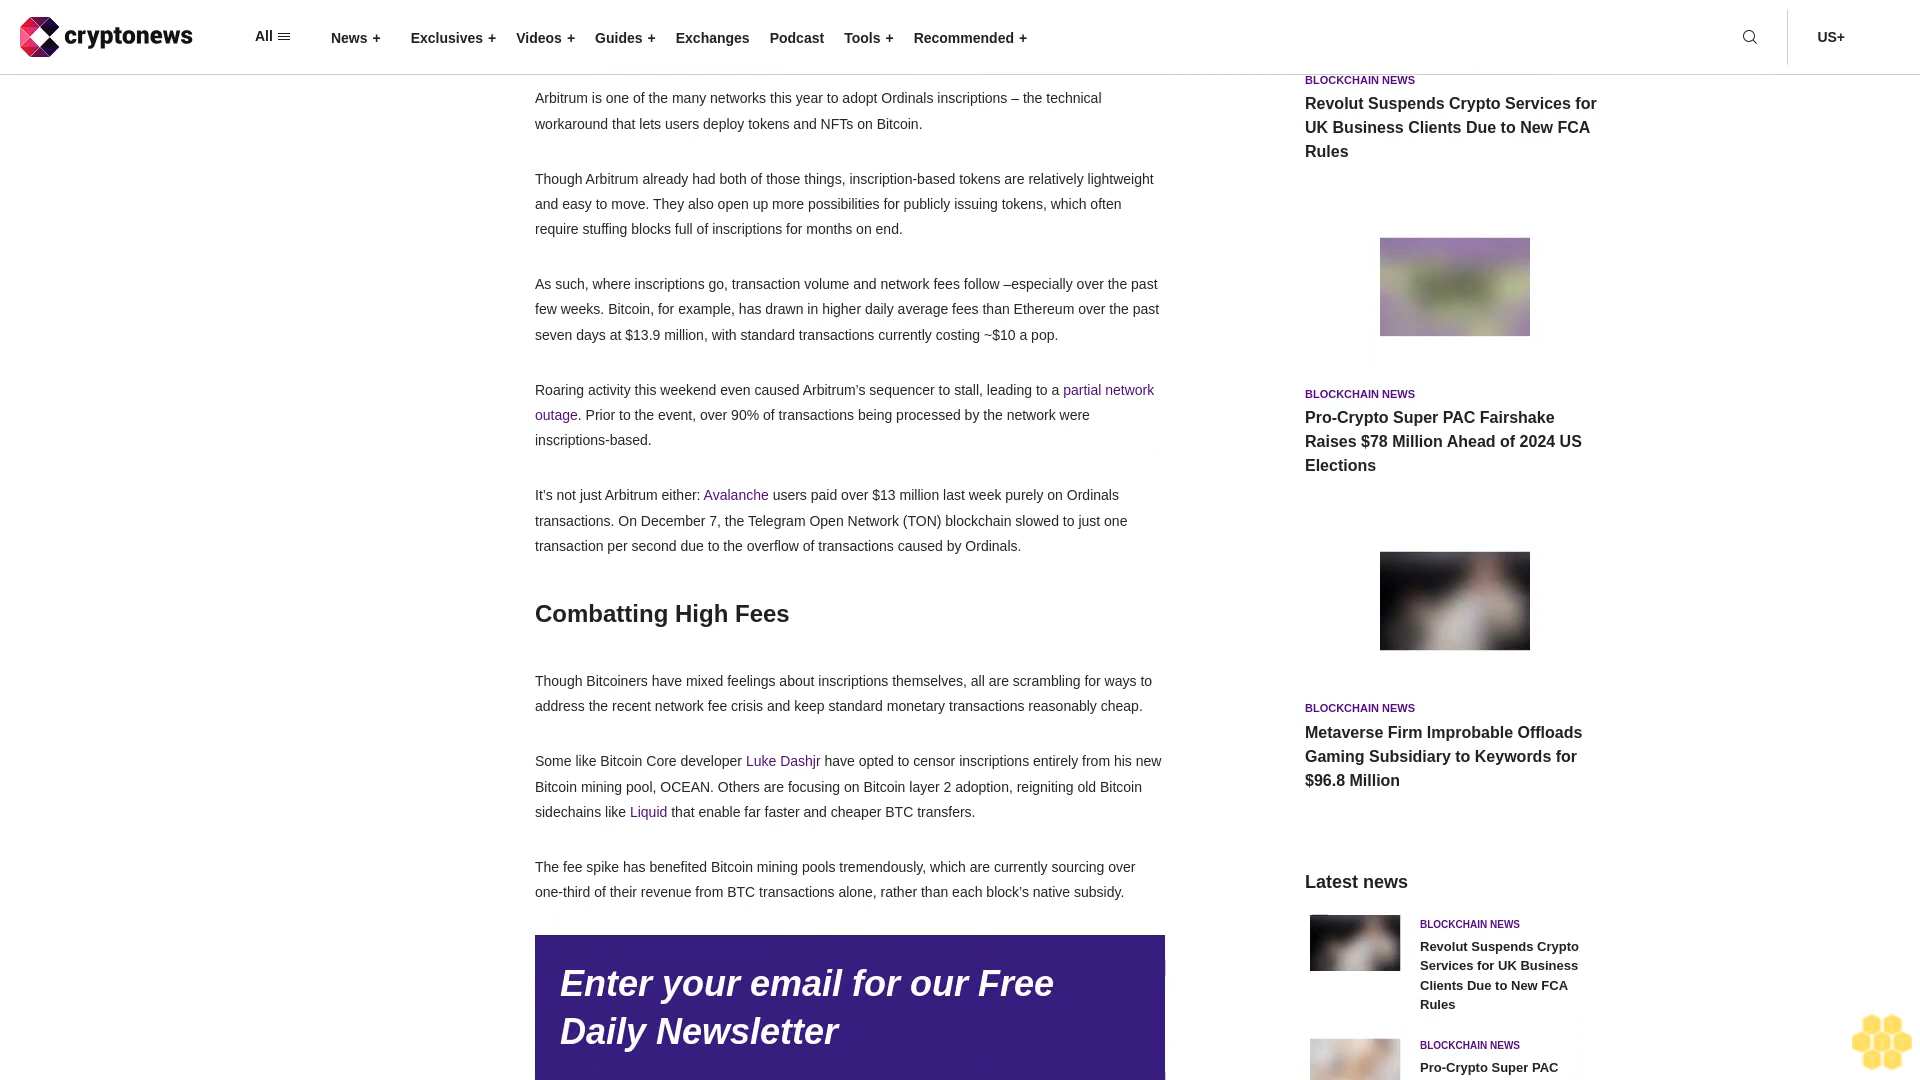 cryptonews
All
News +
Exclusives +
Videos +
Guides +
Exchanges
Podcast
Tools +
Recommended +
US+
Arbitrum is one of the many networks this year to adopt Ordinals inscriptions – the technical
workaround that lets users deploy tokens and NFTs on Bitcoin.
Though Arbitrum already had both of those things, inscription-based tokens are relatively lightweight
and easy to move. They also open up more possibilities for publicly issuing tokens, which often
require stuffing blocks full of inscriptions for months on end.
As such, where inscriptions go, transaction volume and network fees follow –especially over the past
few weeks. Bitcoin, for example, has drawn in higher daily average fees than Ethereum over the past
seven days at $13.9 million, with standard transactions currently costing ~$10 a pop.
Roaring activity this weekend even caused Arbitrum’s sequencer to stall, leading to a partial network
outage. Prior to the event, over 90% of transactions being processed by the network were
inscriptions-based.
It’s not just Arbitrum either: Avalanche users paid over $13 million last week purely on Ordinals
transactions. On December 7, the Telegram Open Network (TON) blockchain slowed to just one
transaction per second due to the overflow of transactions caused by Ordinals.
Combatting High Fees
Though Bitcoiners have mixed feelings about inscriptions themselves, all are scrambling for ways to
address the recent network fee crisis and keep standard monetary transactions reasonably cheap.
Some like Bitcoin Core developer Luke Dashjr have opted to censor inscriptions entirely from his new
Bitcoin mining pool, OCEAN. Others are focusing on Bitcoin layer 2 adoption, reigniting old Bitcoin
sidechains like Liquid that enable far faster and cheaper BTC transfers.
The fee spike has benefited Bitcoin mining pools tremendously, which are currently sourcing over
one-third of their revenue from BTC transactions alone, rather than each block’s native subsidy.
Enter your email for our Free
Daily Newsletter
BLOCKCHAIN NEWS
Revolut Suspends Crypto Services for
UK Business Clients Due to New FCA
Rules
BLOCKCHAIN NEWS
Pro-Crypto Super PAC Fairshake
Raises $78 Million Ahead of 2024 US
Elections
BLOCKCHAIN NEWS
Metaverse Firm Improbable Offloads
Gaming Subsidiary to Keywords for
$96.8 Million
Latest news
BLOCKCHAIN NEWS
Revolut Suspends Crypto
Services for UK Business
Clients Due to New FCA
Rules
BLOCKCHAIN NEWS
Pro-Crypto Super PAC